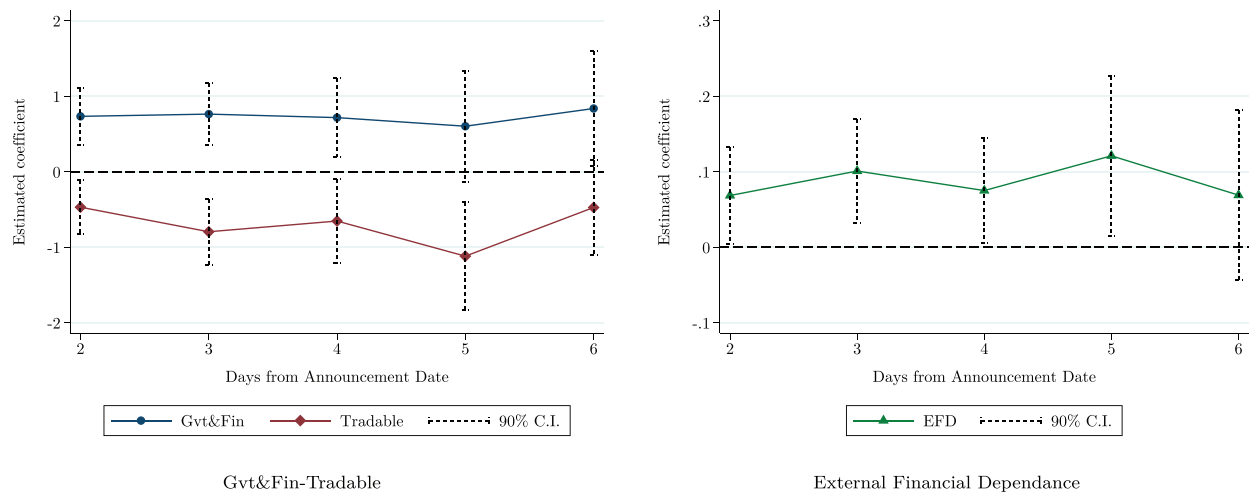 Estimated coefficient
2
1
0
-1
-2
2 3 4 5 6
Days from Announcement Date
Gvt&Fin Tradable 90% C.I.
Gvt&Fin-Tradable
Estimated coefficient
.3
.2
.1
0
-.1
2 3 4 5 6
Days from Announcement Date
EFD 90% C.I.
External Financial Dependance